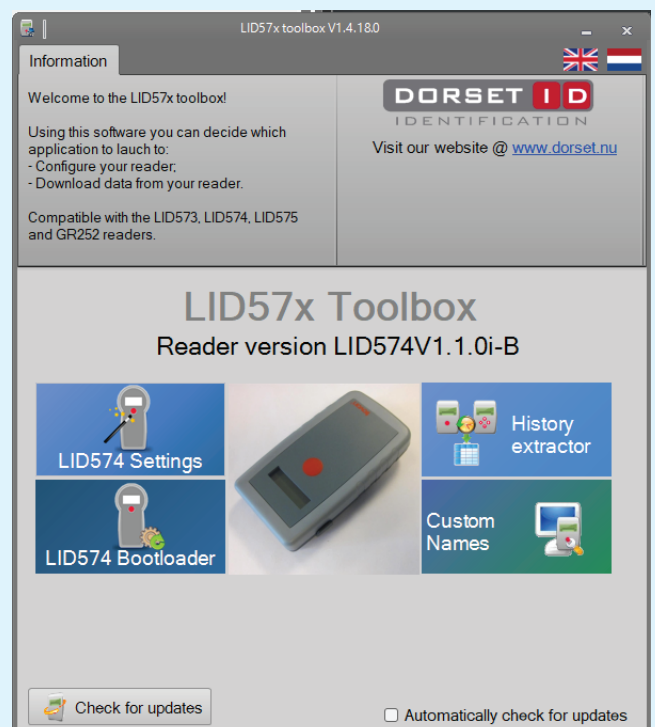 LID57x toolbox V1.4.18.0
Information
Welcome to the LID57x toolbox!
Using this software you can decide which
application to lauch to:
- Configure your reader;
- Download data from your reader.
Compatible with the LID573, LID574, LID575
and GR252 readers.
DORSET ID
IDENTIFICATION
Visit our website @ www.dorset.nu
LID57x Toolbox
Reader version LID574V1.1.0i-B
LID574 Settings
History
extractor
LID574 Bootloader
Custom
Names
Check for updates
Automatically check for updates